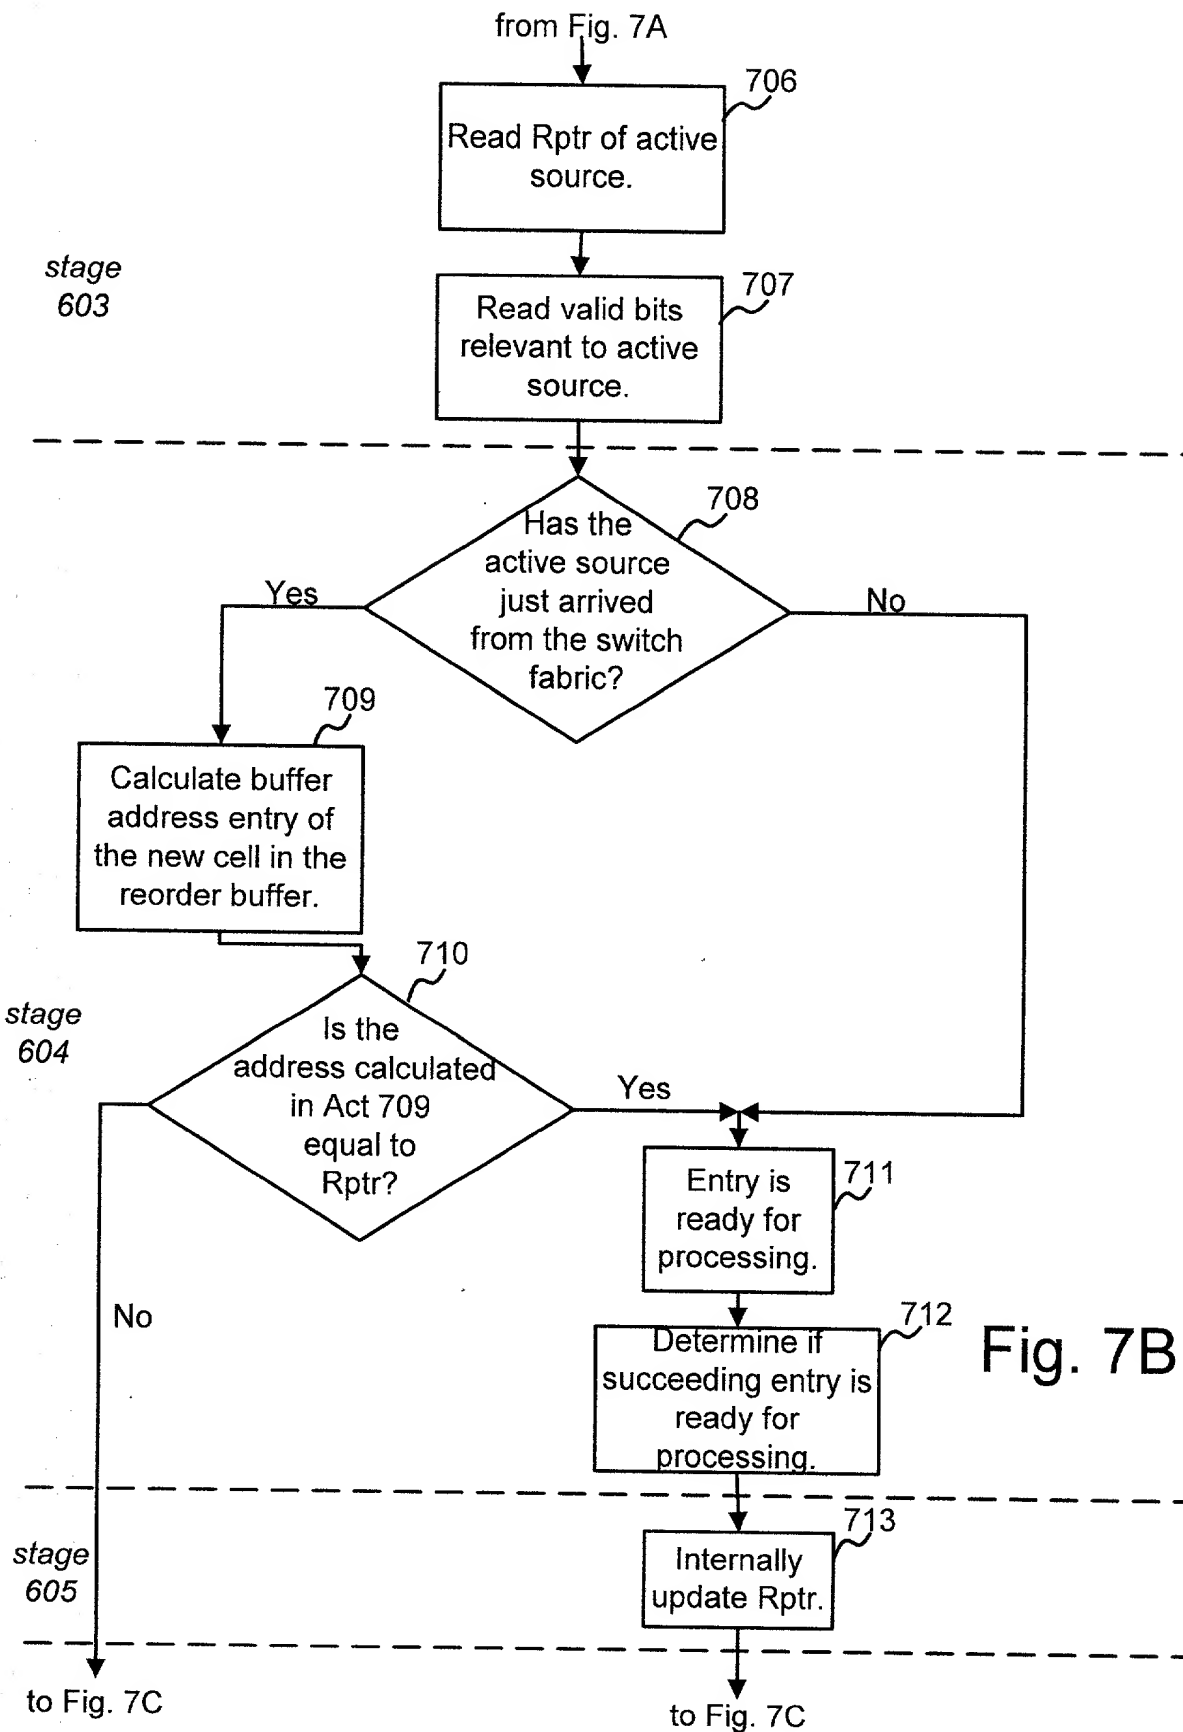 from Fig. 7A
706
Read Rptr of active
source.
stage
603
707
Read valid bits
relevant to active
source.
708
Has the
active source
just arrived
from the switch
fabric?
Yes
No
709
Calculate buffer
address entry of
the new cell in the
reorder buffer.
710
stage
604
Is the
address calculated
in Act 709
equal to
Rptr?
Yes
No
711
Entry is
ready for
processing.
712
Determine if
succeeding entry is
ready for
processing.
Fig. 7B
stage
605
713
Internally
update Rptr.
to Fig. 7C
to Fig. 7C